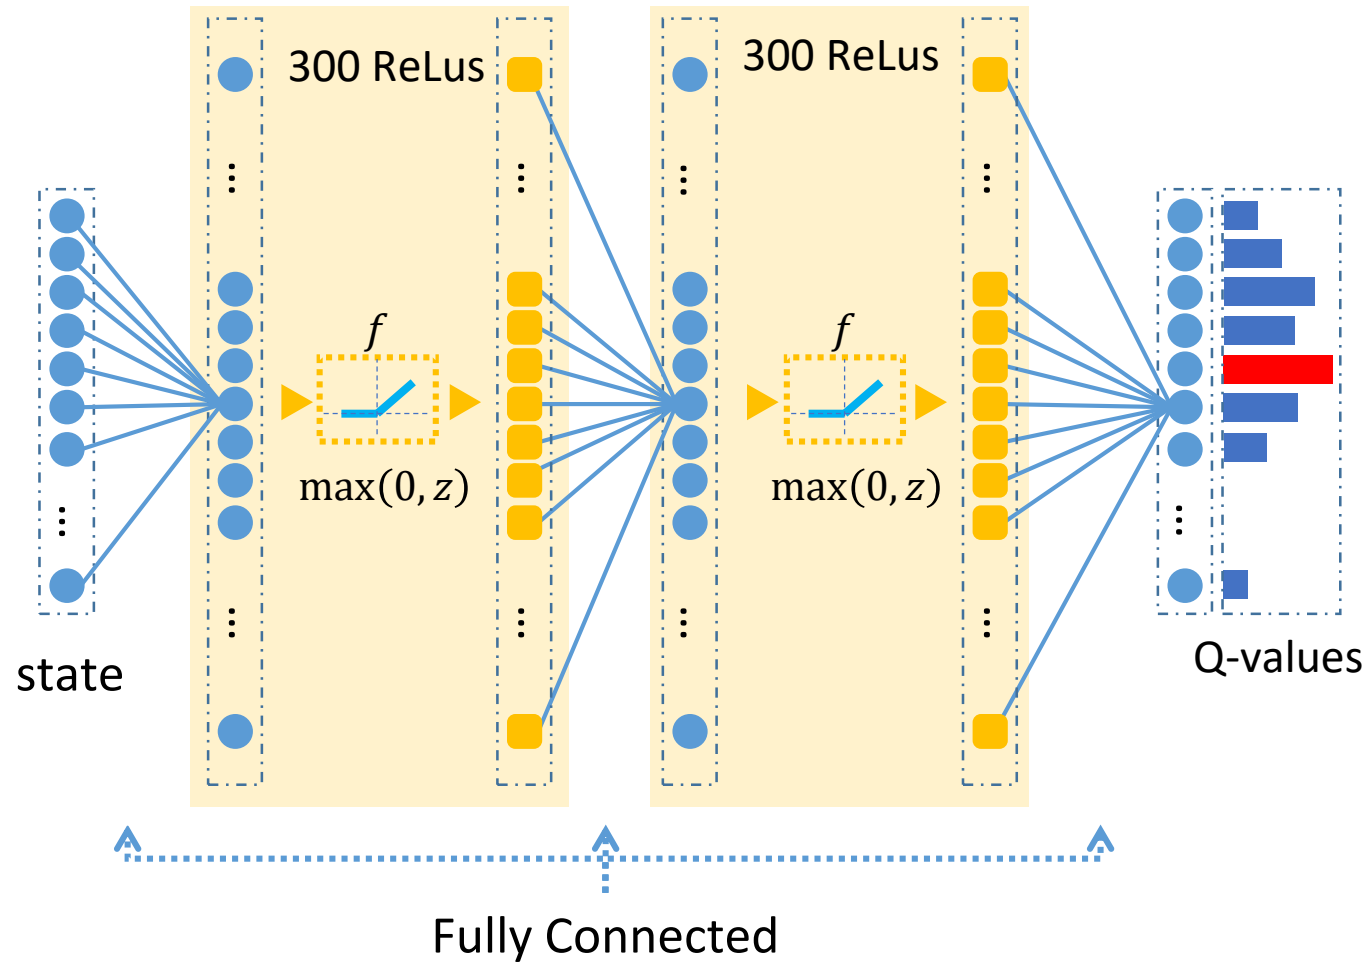 300 ReLus
300 ReLus
f
f
max(0, z)
max(0, z)
state
Q-values
Fully Connected